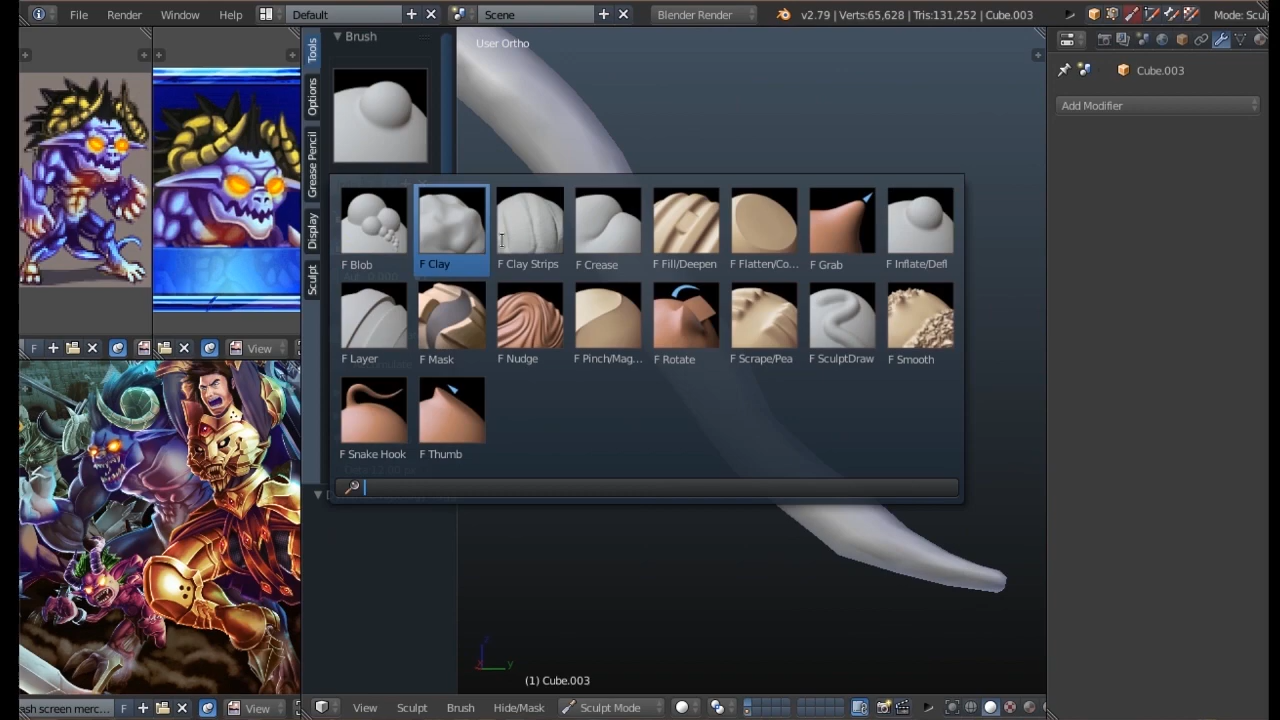 File Render Window Help Default Scene Blender Render v2.79 | Verts:65,628 | Tris:131,252 | Cube.003 Mode: Scul
Tools
Options
Grease Pencil
Display
Sculpt
Brush
User Ortho
Cube.003
Add Modifier
F Blob F Clay F Clay Strips F Crease F Fill/Deepen F Flatten/Co... F Grab F Inflate/Defl
F Layer F Mask F Nudge F Pinch/Mag... F Rotate F Scrape/Pea F SculptDraw F Smooth
F Snake Hook F Thumb
F View
z
x y
(1) Cube.003
ash screen merc... F View View Sculpt Brush Hide/Mask Sculpt Mode